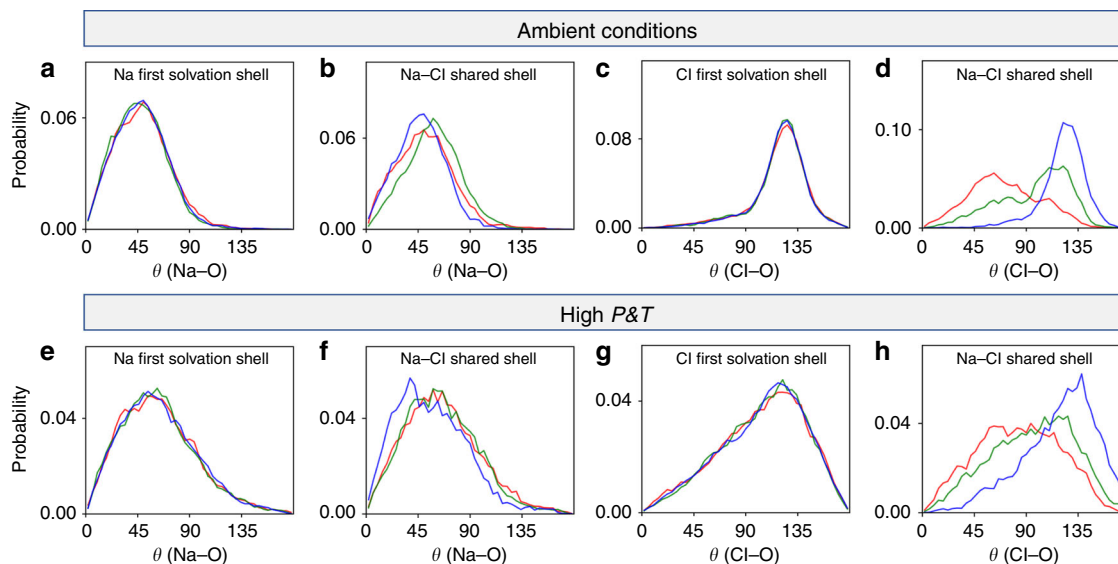 Ambient conditions
a Na first solvation shell
b Na–Cl shared shell
c Cl first solvation shell
d Na–Cl shared shell
Probability
0.06
0.00
0 45 90 135
θ (Na–O)
0.06
0.00
0 45 90 135
θ (Na–O)
0.08
0.00
0 45 90 135
θ (Cl–O)
0.10
0.00
0 45 90 135
θ (Cl–O)
High P&T
e Na first solvation shell
f Na–Cl shared shell
g Cl first solvation shell
h Na–Cl shared shell
Probability
0.04
0.00
0 45 90 135
θ (Na–O)
0.04
0.00
0 45 90 135
θ (Na–O)
0.04
0.00
0 45 90 135
θ (Cl–O)
0.04
0.00
0 45 90 135
θ (Cl–O)